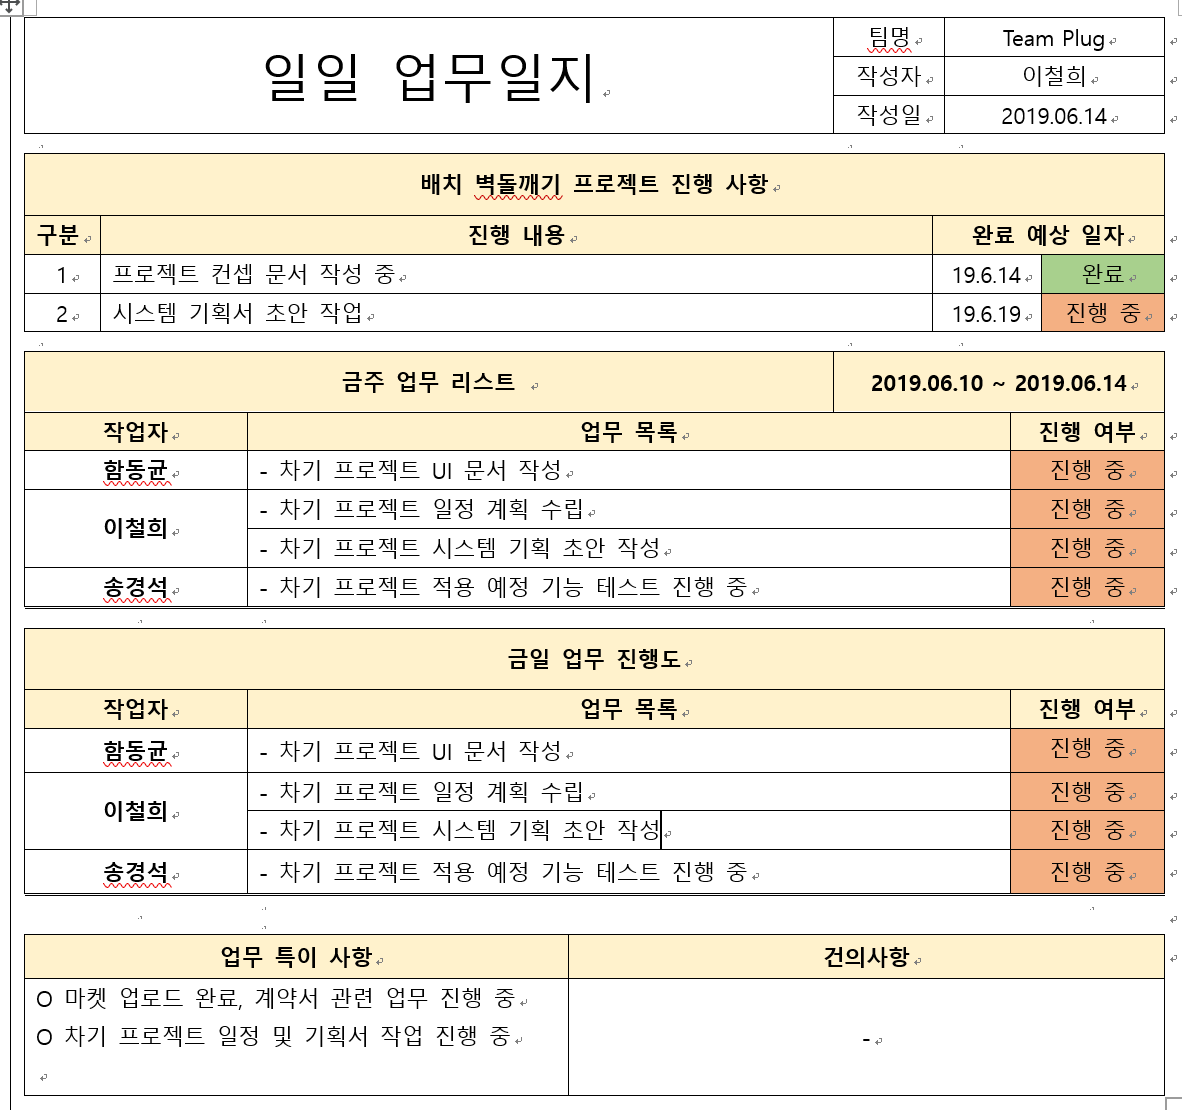 일일 업무일지
팀명 Team Plug
작성자 이철희
작성일 2019.06.14
배치 벽돌깨기 프로젝트 진행 사항
구분 진행 내용 완료 예상 일자
1 프로젝트 컨셉 문서 작성 중 19.6.14 완료
2 시스템 기획서 초안 작업 19.6.19 진행 중
금주 업무 리스트 2019.06.10 ~ 2019.06.14
작업자 업무 목록 진행 여부
함동균 - 차기 프로젝트 UI 문서 작성 진행 중
이철희 - 차기 프로젝트 일정 계획 수립 진행 중
- 차기 프로젝트 시스템 기획 초안 작성 진행 중
송경석 - 차기 프로젝트 적용 예정 기능 테스트 진행 중 진행 중
금일 업무 진행도
작업자 업무 목록 진행 여부
함동균 - 차기 프로젝트 UI 문서 작성 진행 중
이철희 - 차기 프로젝트 일정 계획 수립 진행 중
- 차기 프로젝트 시스템 기획 초안 작성 진행 중
송경석 - 차기 프로젝트 적용 예정 기능 테스트 진행 중 진행 중
업무 특이 사항 건의사항
O 마켓 업로드 완료, 계약서 관련 업무 진행 중
O 차기 프로젝트 일정 및 기획서 작업 진행 중
-